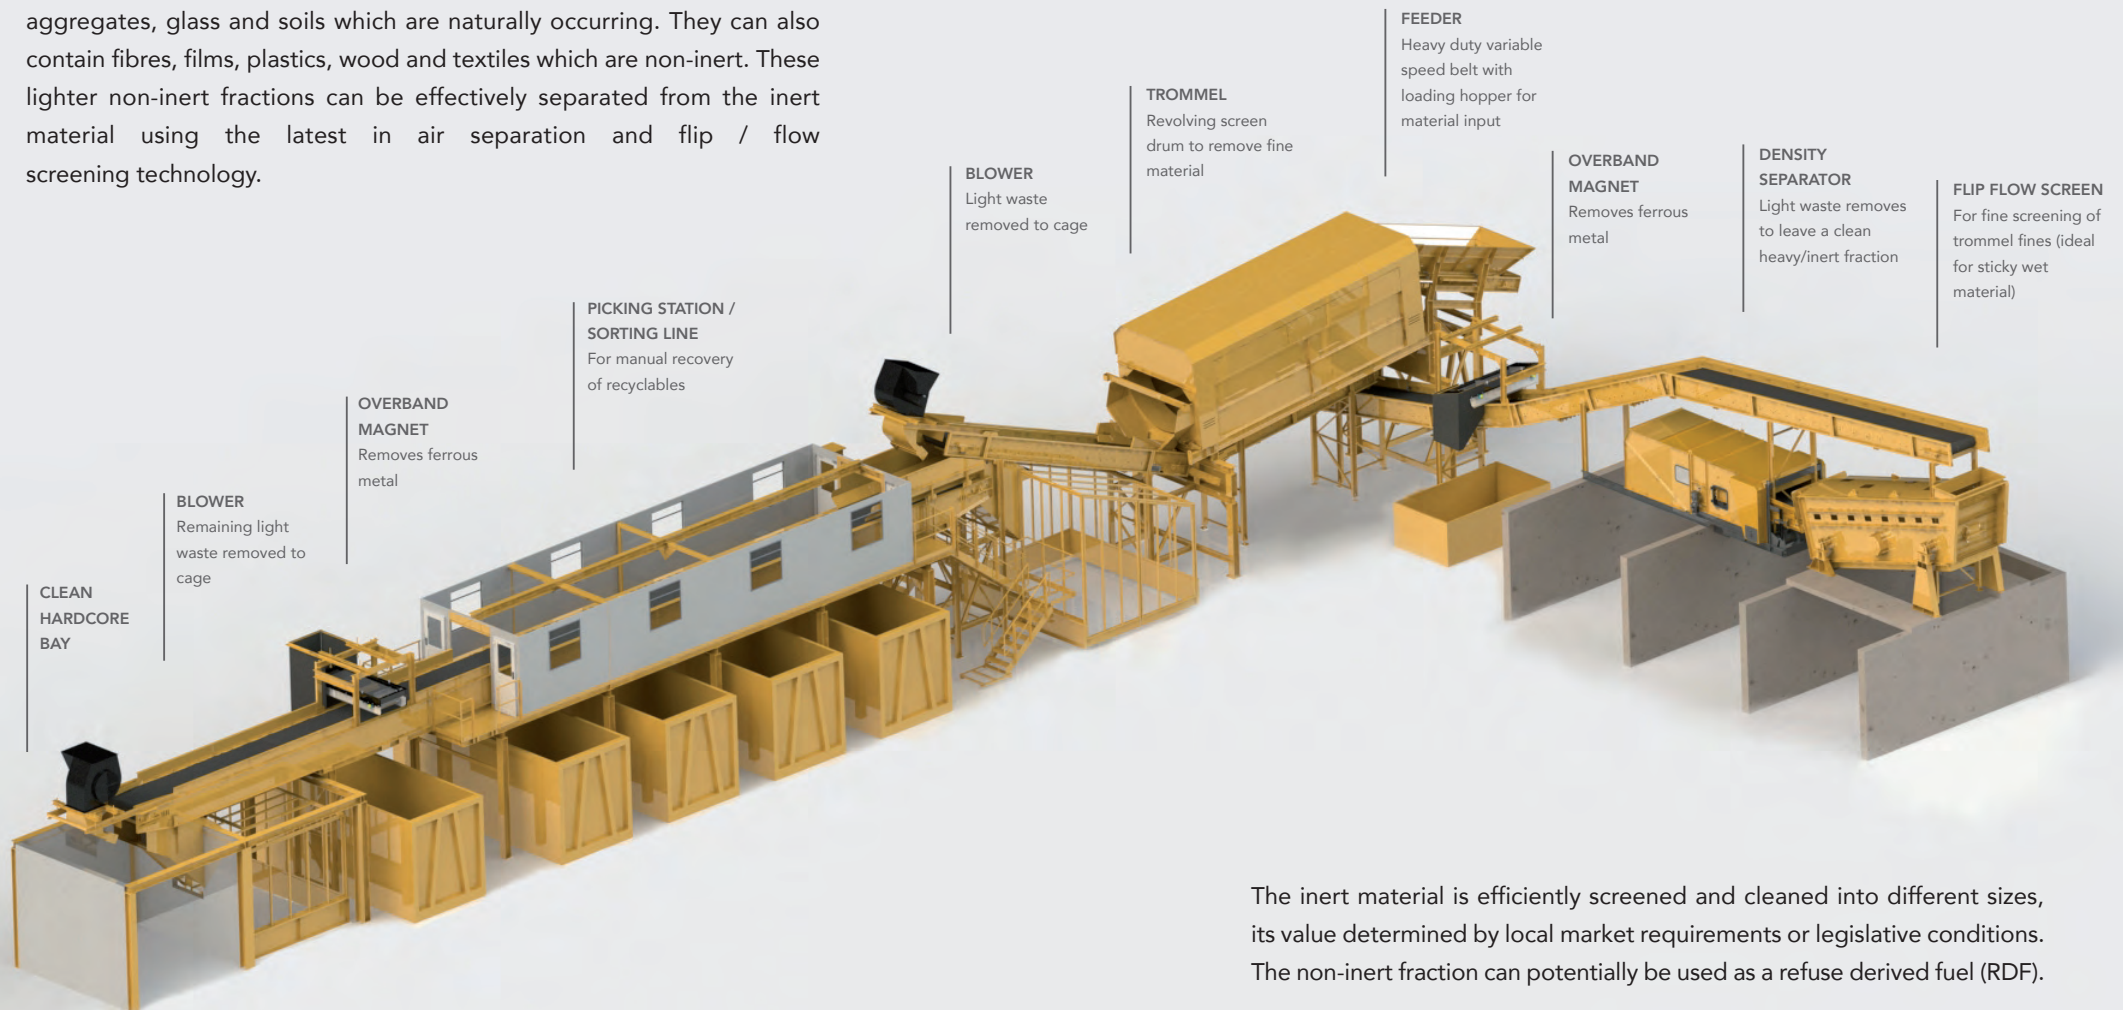 aggregates, glass and soils which are naturally occurring. They can also
contain fibres, films, plastics, wood and textiles which are non-inert. These
lighter non-inert fractions can be effectively separated from the inert
material using the latest in air separation and flip / flow
screening technology.
FEEDER
Heavy duty variable
speed belt with
loading hopper for
material input
TROMMEL
Revolving screen
drum to remove fine
material
BLOWER
Light waste
removed to cage
OVERBAND
MAGNET
Removes ferrous
metal
DENSITY
SEPARATOR
Light waste removes
to leave a clean
heavy/inert fraction
FLIP FLOW SCREEN
For fine screening of
trommel fines (ideal
for sticky wet
material)
PICKING STATION /
SORTING LINE
For manual recovery
of recyclables
OVERBAND
MAGNET
Removes ferrous
metal
BLOWER
Remaining light
waste removed to
cage
CLEAN
HARDCORE
BAY
The inert material is efficiently screened and cleaned into different sizes,
its value determined by local market requirements or legislative conditions.
The non-inert fraction can potentially be used as a refuse derived fuel (RDF).